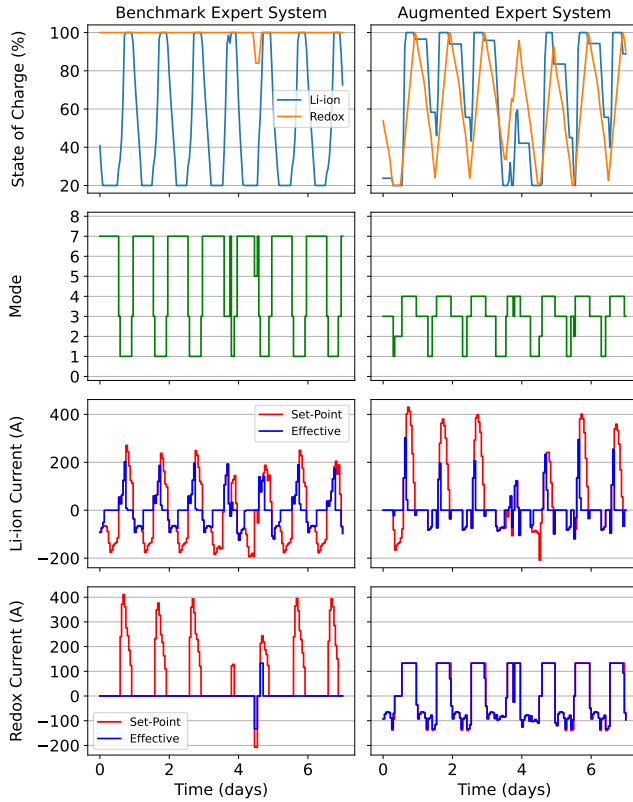 Benchmark Expert System
Augmented Expert System
State of Charge (%)
100
80
60
40
20
Li-ion
Redox
Mode
8
7
6
5
4
3
2
1
0
Li-ion Current (A)
400
200
0
−200
Set-Point
Effective
Redox Current (A)
400
300
200
100
0
−100
−200
Set-Point
Effective
0
2
4
6
0
2
4
6
Time (days)
Time (days)